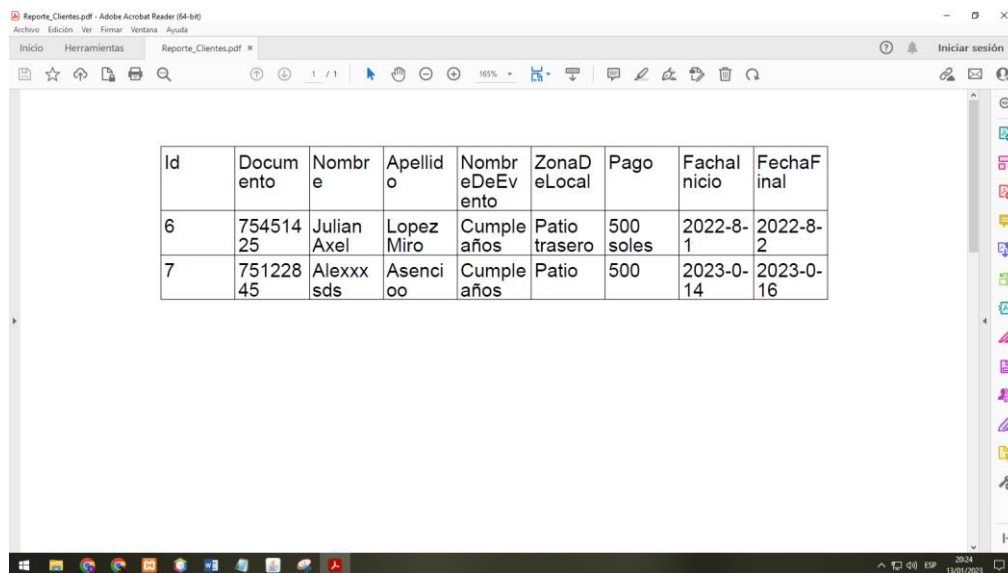 Reporte_Clientes.pdf - Adobe Acrobat Reader (64-bit)
Archivo Edición Ver Firmar Ventana Ayuda
Inicio Herramientas Reporte_Clientes.pdf × Iniciar sesión
1 / 1 165%
Id Docum Nombr Apellid Nombr ZonaD Pago FachaI FechaF
ento e o eDeEv eLocal nicio inal
ento
6 754514 Julian Lopez Cumple Patio 500 2022-8- 2022-8-
25 Axel Miro años trasero soles 1 2
7 751228 Alexxx Asenci Cumple Patio 500 2023-0- 2023-0-
45 sds oo años 14 16
ESP 20:24
13/01/2023